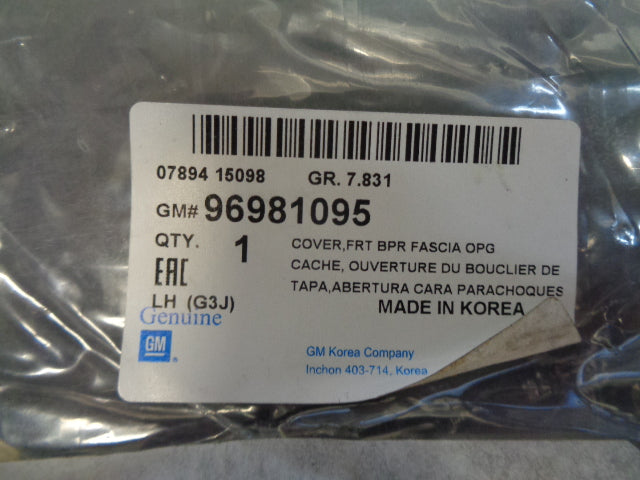 07894 15098 GR. 7.831
GM# 96981095
QTY. 1 COVER,FRT BPR FASCIA OPG
CACHE, OUVERTURE DU BOUCLIER DE
EAC TAPA,ABERTURA CARA PARACHOQUES
LH (G3J) MADE IN KOREA
Genuine
GM
GM Korea Company
Inchon 403-714, Korea